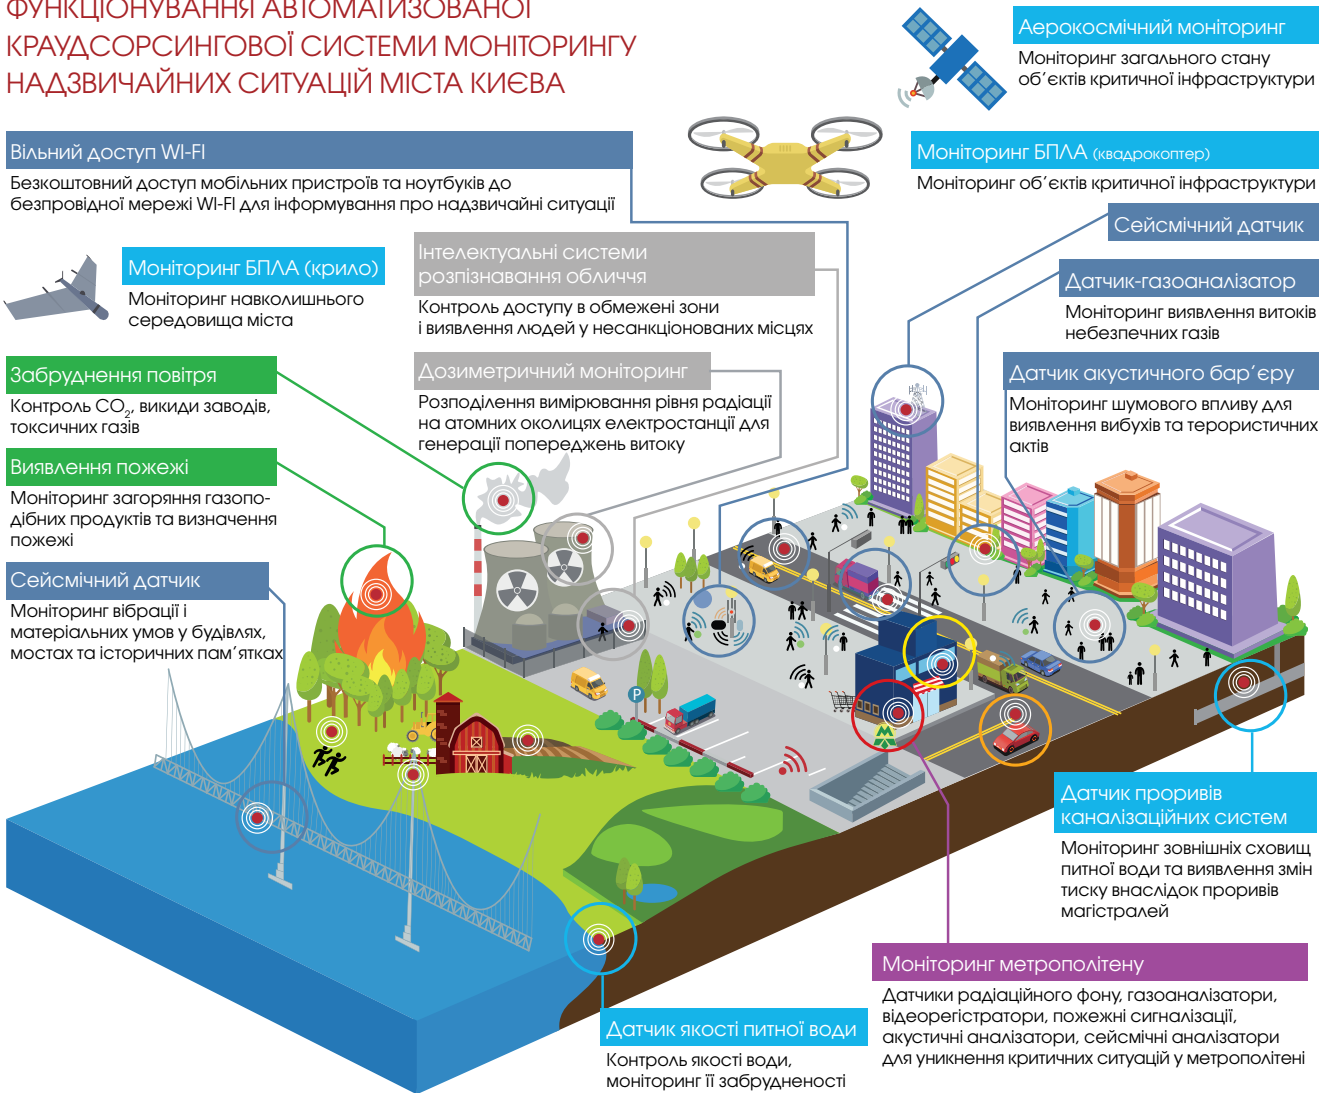 ФУНКЦІОНУВАННЯ АВТОМАТИЗОВАНОЇ
КРАУДСОРСИНГОВОЇ СИСТЕМИ МОНІТОРИНГУ
НАДЗВИЧАЙНИХ СИТУАЦІЙ МІСТА КИЄВА
Аерокосмічний моніторинг
Моніторинг загального стану
об’єктів критичної інфраструктури
Вільний доступ WI-FI
Безкоштовний доступ мобільних пристроїв та ноутбуків до
безпровідної мережі WI-FI для інформування про надзвичайні ситуації
Моніторинг БПЛА (квадрокоптер)
Моніторинг об’єктів критичної інфраструктури
Сейсмічний датчик
Моніторинг БПЛА (крило)
Моніторинг навколишнього
середовища міста
Інтелектуальні системи
розпізнавання обличчя
Контроль доступу в обмежені зони
і виявлення людей у несанкціонованих місцях
Датчик-газоаналізатор
Моніторинг виявлення витоків
небезпечних газів
Забруднення повітря
Контроль CO₂, викиди заводів,
токсичних газів
Дозиметричний моніторинг
Розподілення вимірювання рівня радіації
на атомних околицях електростанції для
генерації попереджень витоку
Датчик акустичного бар’єру
Моніторинг шумового впливу для
виявлення вибухів та терористичних
актів
Виявлення пожежі
Моніторинг загоряння газопо-
дібних продуктів та визначення
пожежі
Сейсмічний датчик
Моніторинг вібрації і
матеріальних умов у будівлях,
мостах та історичних пам’ятках
P
М
Датчик проривів
каналізаційних систем
Моніторинг зовнішніх сховищ
питної води та виявлення змін
тиску внаслідок проривів
магістралей
Моніторинг метрополітену
Датчики радіаційного фону, газоаналізатори,
відеорегістратори, пожежні сигналізації,
акустичні аналізатори, сейсмічні аналізатори
для уникнення критичних ситуацій у метрополітені
Датчик якості питної води
Контроль якості води,
моніторинг її забрудненості